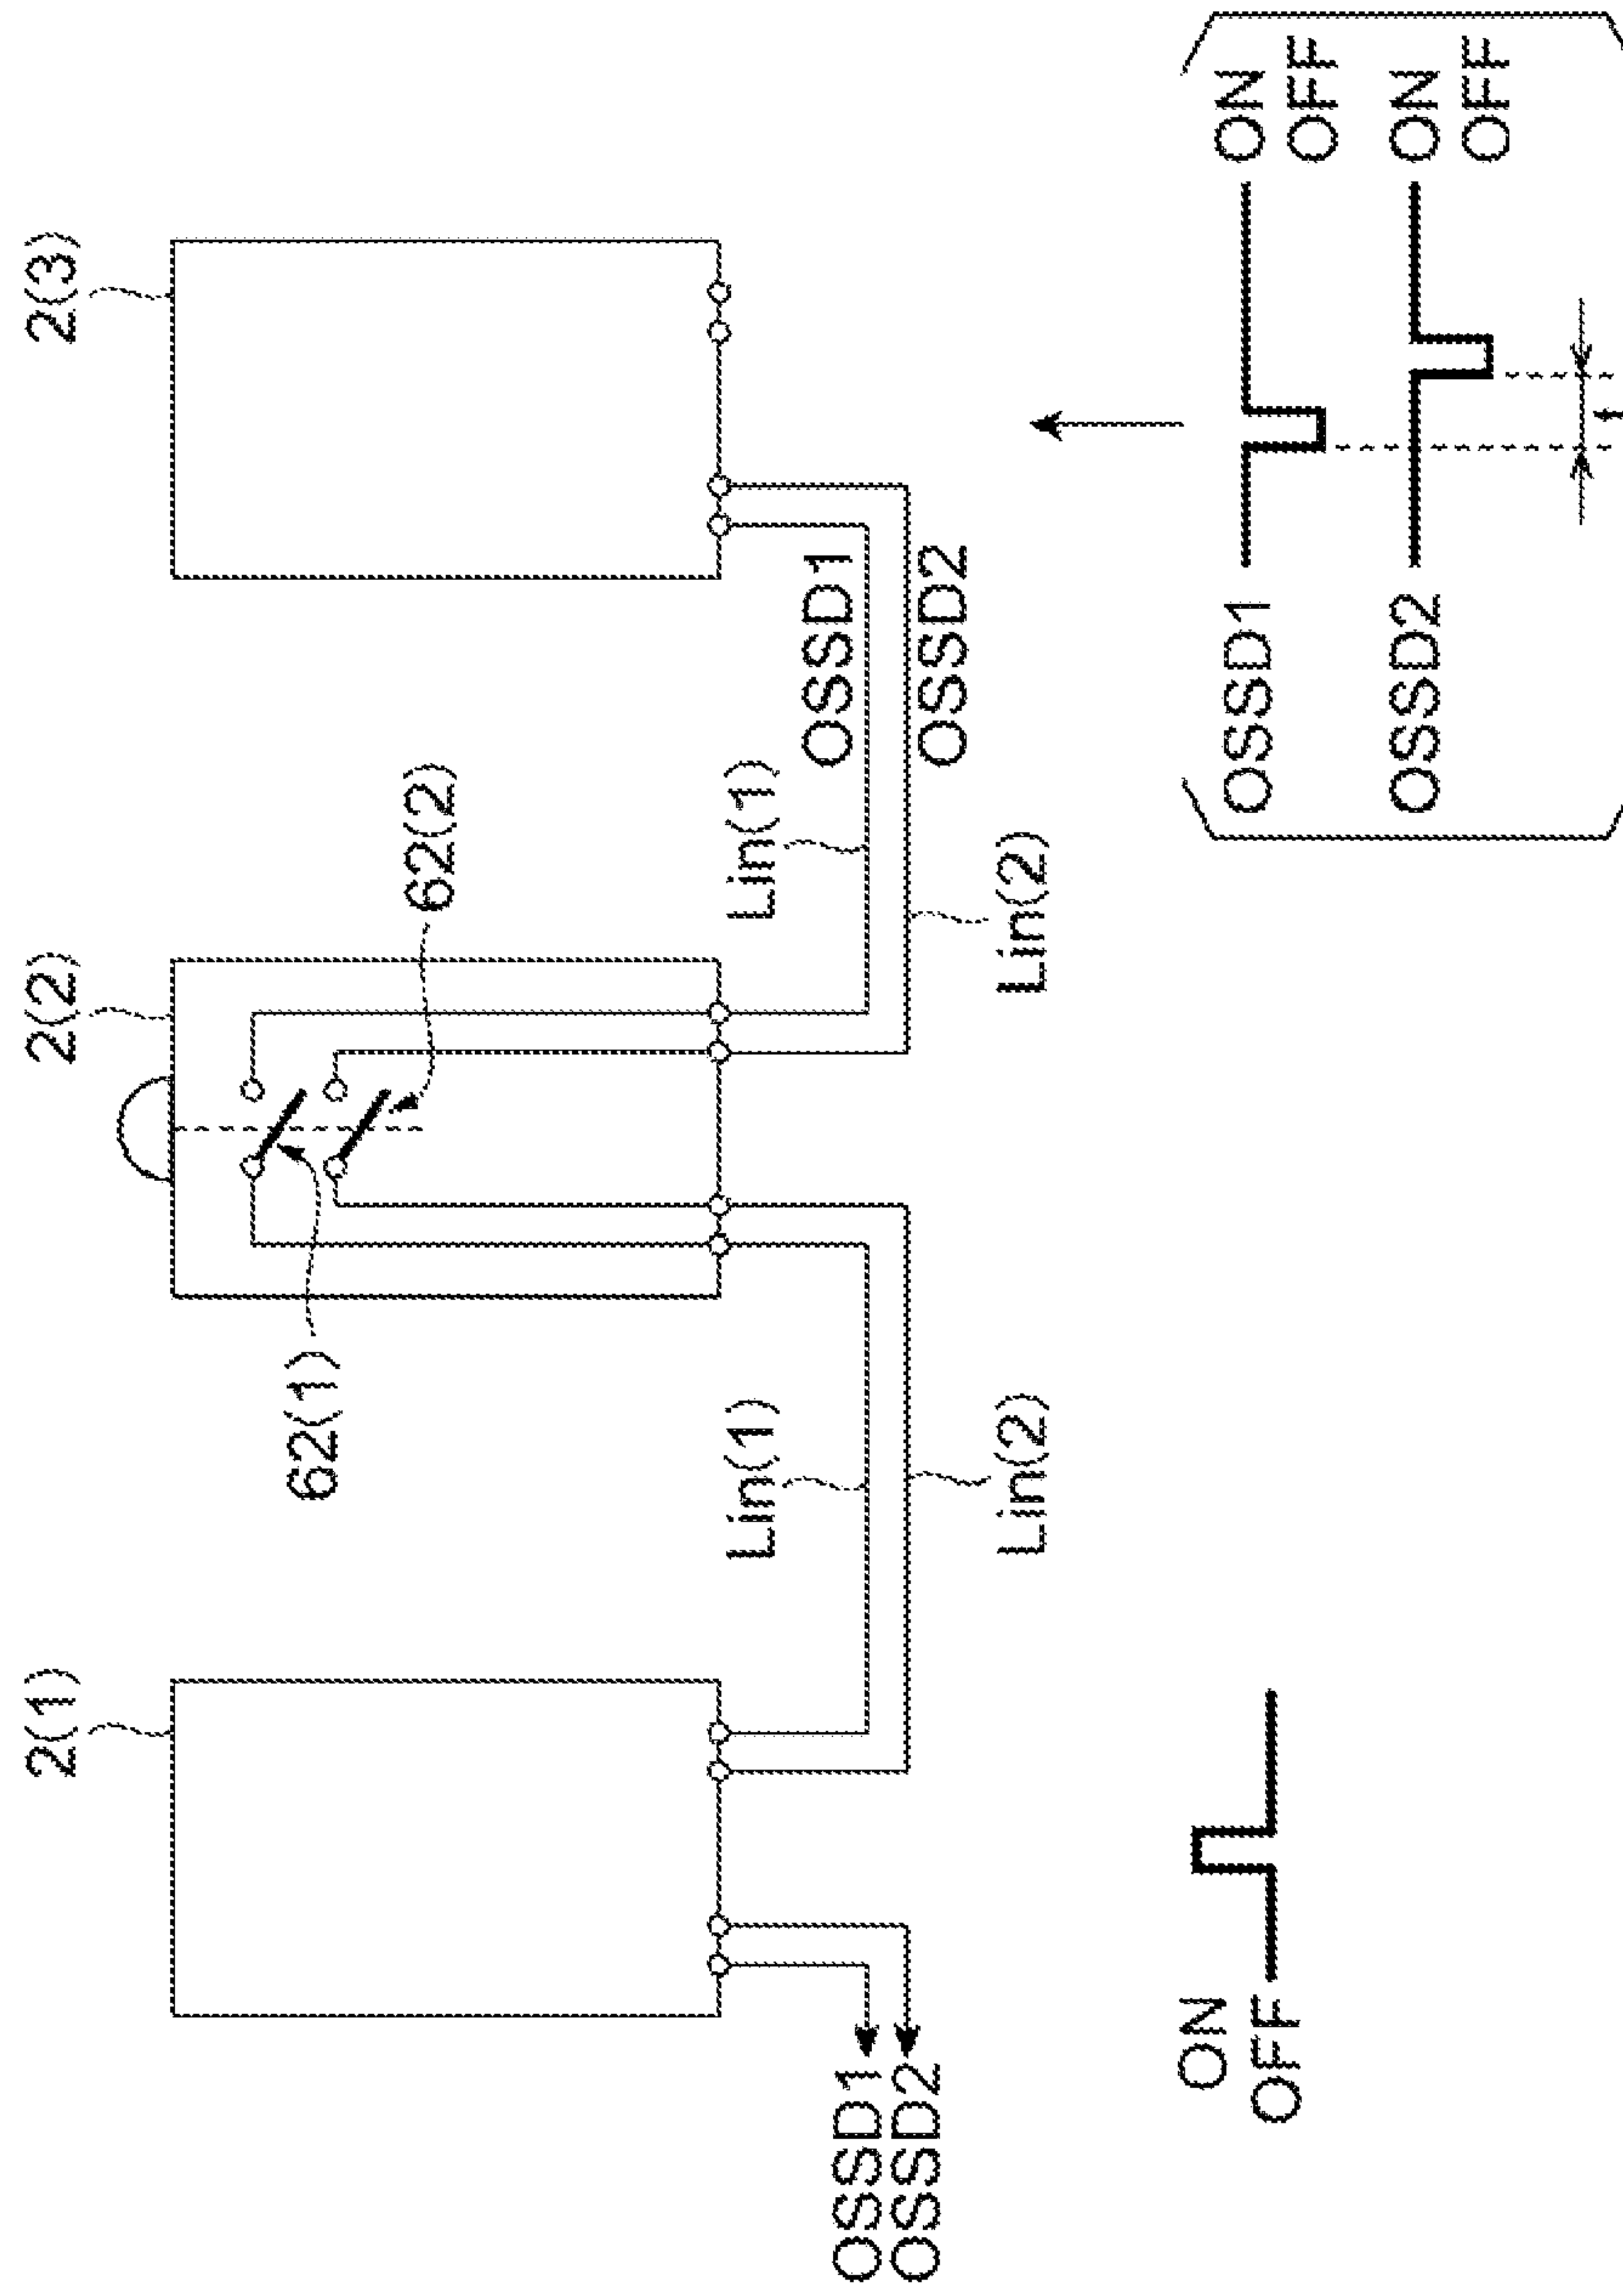 2(1)
2(2)
2(3)
62(1)
62(2)
Lin(1)
Lin(1)
OSSD1
OSSD1
OSSD2
OSSD2
Lin(2)
Lin(2)
ON
OFF
OSSD1
ON
OFF
OSSD2
ON
OFF
t